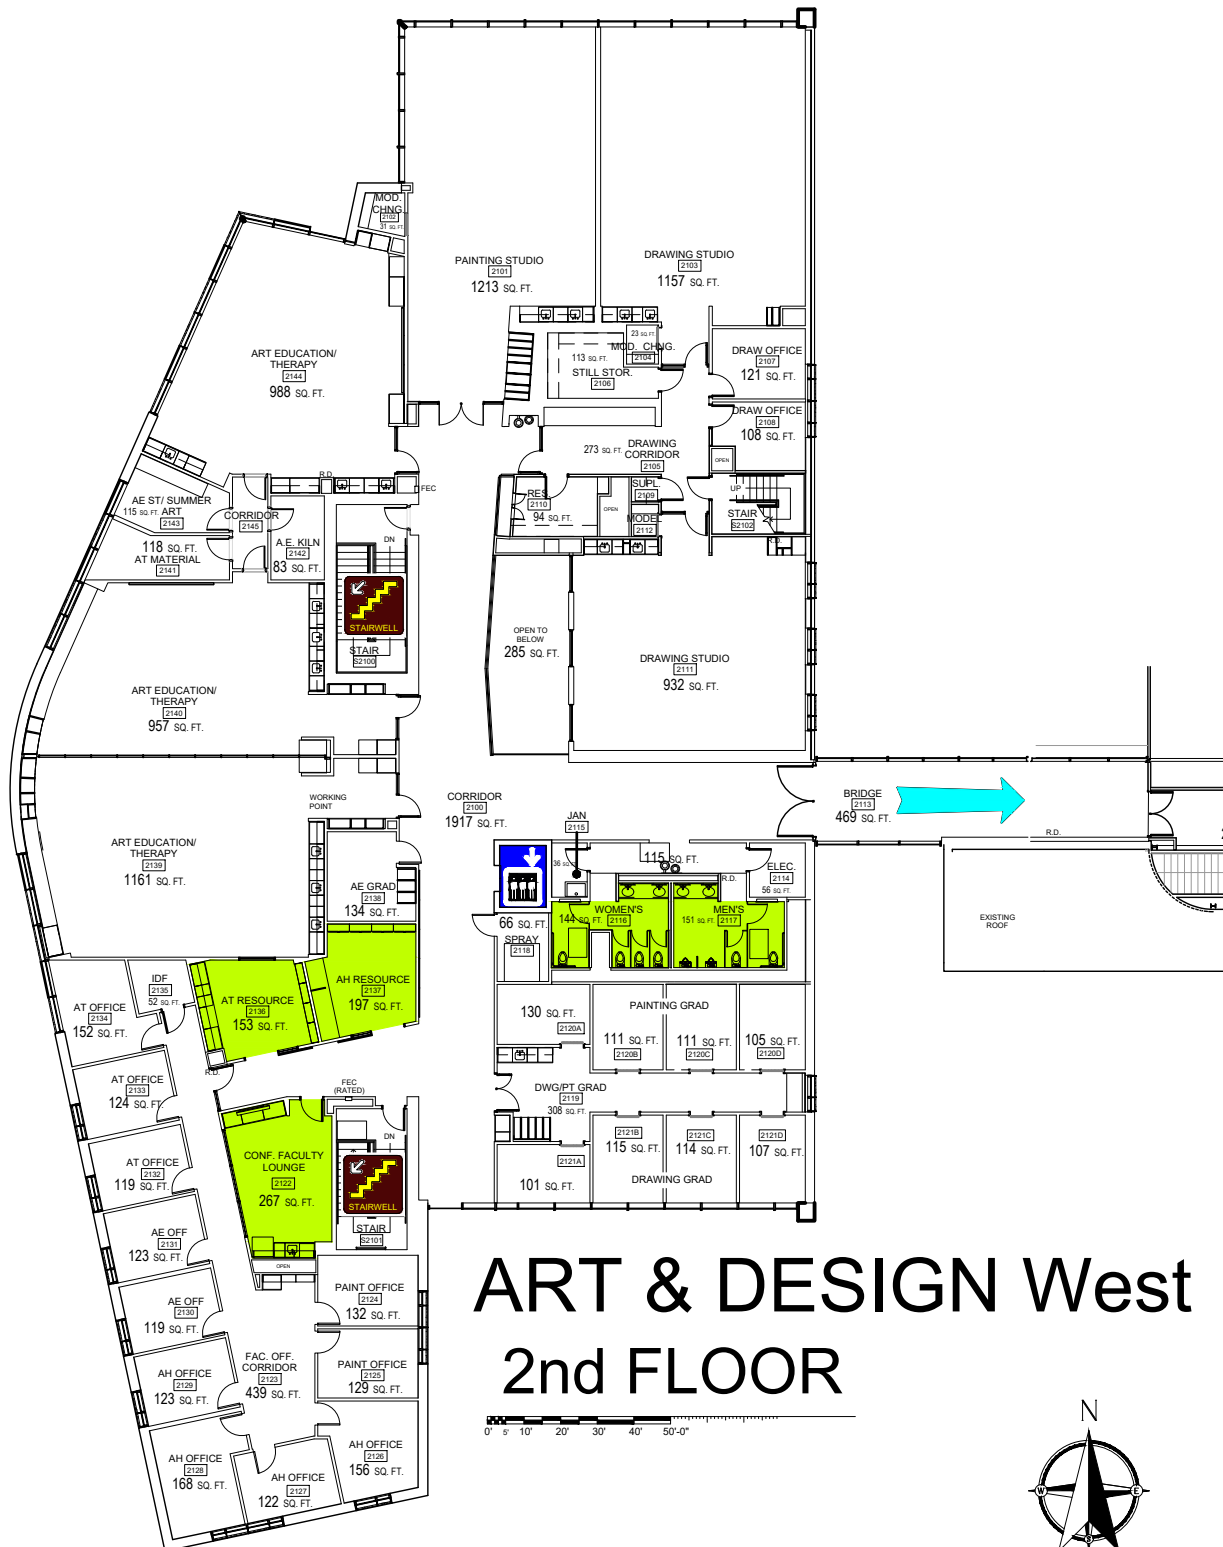 MOD.
CHNG.
2102
31 SQ. FT.
PAINTING STUDIO
2101
1213 SQ. FT.
DRAWING STUDIO
2103
1157 SQ. FT.
23 SQ. FT.
MOD. CHNG.
2104
113 SQ. FT.
STILL STOR.
2106
DRAW OFFICE
2107
121 SQ. FT.
DRAW OFFICE
2108
108 SQ. FT.
OPEN
ART EDUCATION/
THERAPY
2144
988 SQ. FT.
273 SQ. FT.
DRAWING
CORRIDOR
2105
R.D.
FEC
AE ST/ SUMMER
115 SQ. FT.
ART
2143
CORRIDOR
2145
118 SQ. FT.
AT MATERIAL
2141
A.E. KILN
2142
83 SQ. FT.
DN
STAIRWELL
STAIR
S2100
RES.
2110
94 SQ. FT.
OPEN
SUPL.
2109
MODEL
2112
UP
STAIR
S2102
R.D.
OPEN TO
BELOW
285 SQ. FT.
DRAWING STUDIO
2111
932 SQ. FT.
ART EDUCATION/
THERAPY
2140
957 SQ. FT.
WORKING
POINT
CORRIDOR
2100
1917 SQ. FT.
BRIDGE
2113
469 SQ. FT.
R.D.
2
JAN
2115
36 SQ. FT.
115 SQ. FT.
R.D.
ELEC.
2114
56 SQ. FT.
ART EDUCATION/
THERAPY
2139
1161 SQ. FT.
AE GRAD
2138
134 SQ. FT.
66 SQ. FT.
SPRAY
2118
WOMEN'S
144 SQ. FT.
2116
MEN'S
151 SQ. FT.
2117
EXISTING
ROOF
AH RESOURCE
2137
197 SQ. FT.
AT RESOURCE
2136
153 SQ. FT.
IDF
2135
52 SQ. FT.
AT OFFICE
2134
152 SQ. FT.
R.D.
AT OFFICE
2133
124 SQ. FT.
FEC
(RATED)
130 SQ. FT.
2120A
PAINTING GRAD
111 SQ. FT.
2120B
111 SQ. FT.
2120C
105 SQ. FT.
2120D
DWG/PT GRAD
2119
308 SQ. FT.
2121B
115 SQ. FT.
2121C
114 SQ. FT.
2121D
107 SQ. FT.
2121A
101 SQ. FT.
DRAWING GRAD
CONF. FACULTY
LOUNGE
2122
267 SQ. FT.
OPEN
DN
STAIRWELL
STAIR
S2101
AT OFFICE
2132
119 SQ. FT.
AE OFF
2131
123 SQ. FT.
AE OFF
2130
119 SQ. FT.
AH OFFICE
2129
123 SQ. FT.
FAC. OFF.
CORRIDOR
2123
439 SQ. FT.
PAINT OFFICE
2124
132 SQ. FT.
PAINT OFFICE
2125
129 SQ. FT.
AH OFFICE
2126
156 SQ. FT.
AH OFFICE
2128
168 SQ. FT.
AH OFFICE
2127
122 SQ. FT.
ART & DESIGN West
2nd FLOOR
0' 5' 10' 20' 30' 40' 50'-0"
N
W E
S